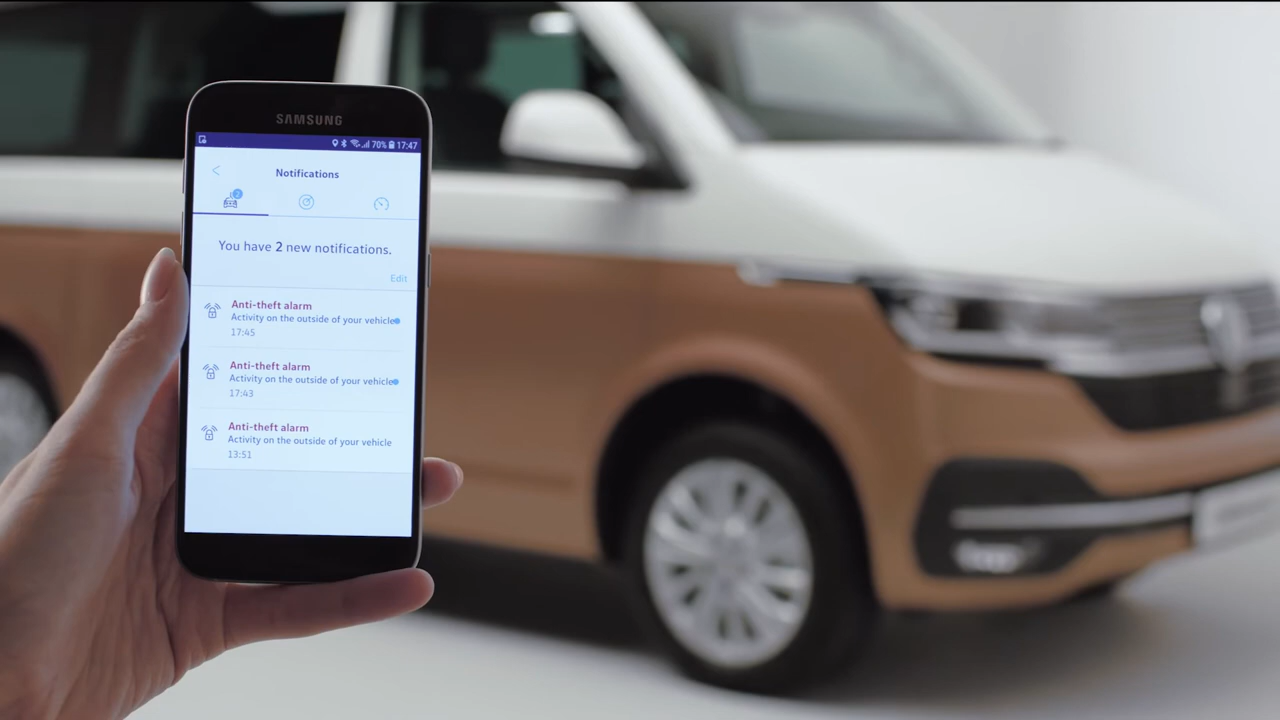 SAMSUNG
70% 17:47
Notifications
2
You have 2 new notifications.
Edit
Anti-theft alarm
Activity on the outside of your vehicle
17:45
Anti-theft alarm
Activity on the outside of your vehicle
17:43
Anti-theft alarm
Activity on the outside of your vehicle
13:51